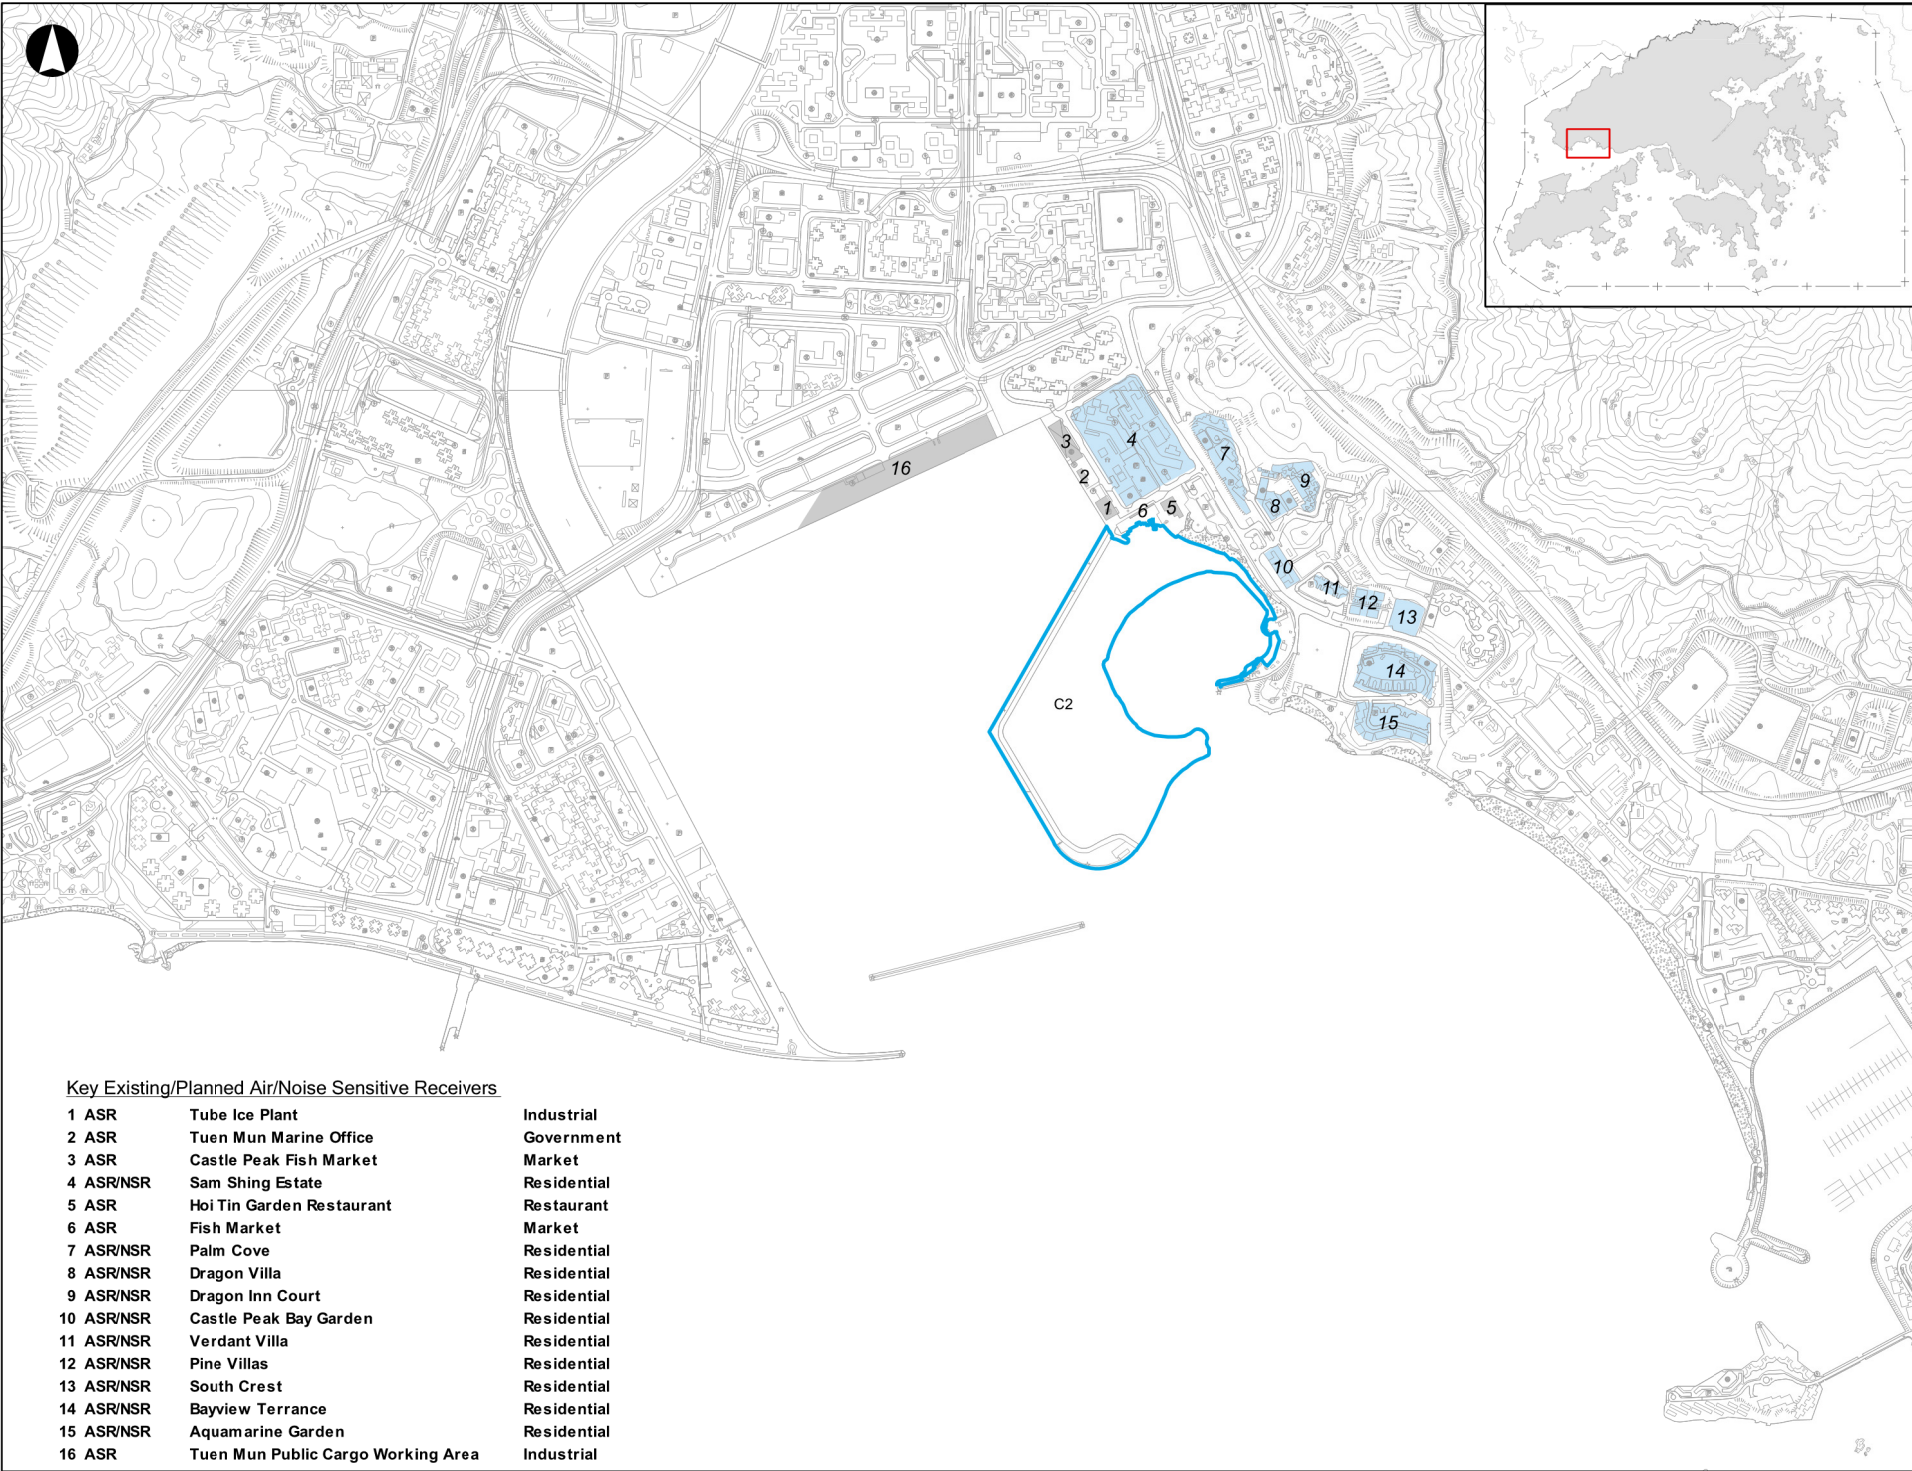 16
3
4
2
1
6
5
7
9
8
10
11
12
13
14
15
C2
Key Existing/Planned Air/Noise Sensitive Receivers
1 ASR Tube Ice Plant Industrial
2 ASR Tuen Mun Marine Office Government
3 ASR Castle Peak Fish Market Market
4 ASR/NSR Sam Shing Estate Residential
5 ASR Hoi Tin Garden Restaurant Restaurant
6 ASR Fish Market Market
7 ASR/NSR Palm Cove Residential
8 ASR/NSR Dragon Villa Residential
9 ASR/NSR Dragon Inn Court Residential
10 ASR/NSR Castle Peak Bay Garden Residential
11 ASR/NSR Verdant Villa Residential
12 ASR/NSR Pine Villas Residential
13 ASR/NSR South Crest Residential
14 ASR/NSR Bayview Terrance Residential
15 ASR/NSR Aquamarine Garden Residential
16 ASR Tuen Mun Public Cargo Working Area Industrial